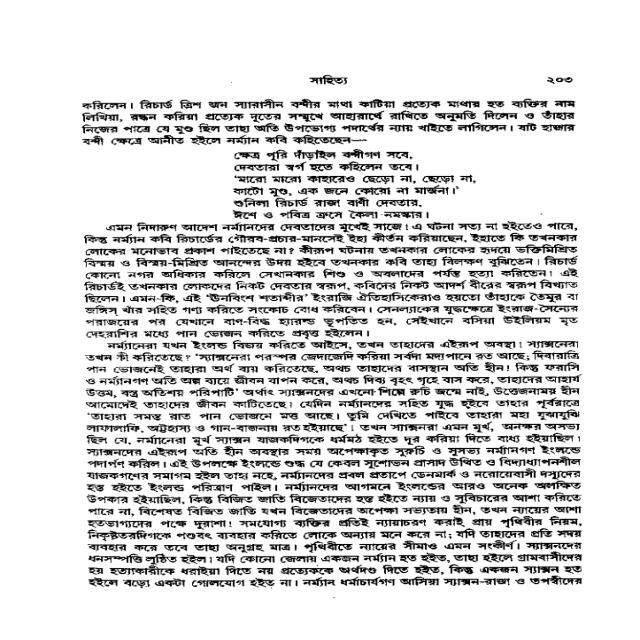 সাহিত্য ২০৩
করিলেন। রিচার্ড ত্রিশ জন স্যারাসীন বন্দীর মাথা কাটিয়া প্রত্যেক মাথায় হত ব্যক্তির নাম
লিখিয়া, রন্ধন করিয়া প্রত্যেক দূতের সম্মুখে আহারার্থে রাখিতে অনুমতি দিলেন ও তাঁহার
নিজের পাত্রে যে মুণ্ড ছিল তাহা অতি উপভোগ্য পদার্থের ন্যায় খাইতে লাগিলেন। ষাট হাজার
বন্দী ক্ষেত্রে আনীত হইলে নর্ম্যান কবি কহিতেছেন—
ক্ষেত্র পূরি দাঁড়াইল বন্দীগণ সবে,
দেবতারা স্বর্গ হতে কহিলেন তবে।
'মারো মারো কাহারেও ছেড়ো না, ছেড়ো না,
কাটো মুণ্ড, এক জনে কোরো না মার্জনা।'
শুনিলা রিচার্ড রাজা বাণী দেবতার,
ঈশে ও পবিত্র ক্রসে কৈলা নমস্কার।
এমন নিদারুণ আদেশ নর্ম্যানদের দেবতাদের মুখেই সাজে! এ ঘটনা সত্য না হইতেও পারে,
কিন্তু নর্ম্যান কবি রিচার্ডের গৌরব-প্রচার-মানসেই ইহা কীর্তন করিয়াছেন, ইহাতে কি তখনকার
লোকের মনোভাব প্রকাশ পাইতেছে না? কীরূপ ঘটনায় তখনকার লোকের হৃদয়ে ভক্তিমিশ্রিত
বিস্ময় ও বিস্ময়-মিশ্রিত আনন্দের উদয় হইবে তখনকার কবি তাহা বিলক্ষণ বুঝিতেন। রিচার্ড
কোনো নগর অধিকার করিলে সেখানকার শিশু ও অবলাদের পর্যন্ত হত্যা করিতেন। এই
রিচার্ডই তখনকার লোকদের নিকট দেবতার স্বরূপ, কবিদের নিকট আদর্শ বীরের স্বরূপ বিখ্যাত
ছিলেন। এমন-কি, এই 'ঊনবিংশ শতাব্দীর' ইংরাজি ঐতিহাসিকেরাও হয়তো তাঁহাকে তৈমুর বা
জঙ্গিস্ খাঁর সহিত গণ্য করিতে সংকোচ বোধ করিবেন। সেনল্যাকের যুদ্ধক্ষেত্রে ইংরাজ-সৈন্যের
পরাজয়ের পর যেখানে বাগ-বিদ্ধ হ্যারল্ড ভূপতিত হন, সেইখানে বসিয়া উইলিয়ম মৃত
দেহরাশির মধ্যে পান ভোজন করিতে প্রবৃত্ত হইলেন।
নর্ম্যানেরা যখন ইংলন্ড বিজয় করিতে আইসে, তখন তাহাদের এইরূপ অবস্থা। স্যাক্সনেরা
তখন কী করিতেছে? 'স্যাক্সনেরা পরস্পর জেদাজেদি করিয়া সর্বদা মদ্যপানে রত আছে; দিবারাত্রি
পান ভোজনেই তাহারা অর্থ ব্যয় করিতেছে, অথচ তাহাদের বাসস্থান অতি হীন। কিন্তু ফরাসি
ও নর্ম্যানগণ অতি অল্প ব্যয়ে জীবন যাপন করে, অথচ দিব্য বৃহৎ গৃহে বাস করে, তাহাদের আহার্য
উত্তম, বস্ত্র অতিশয় পরিপাটি' অর্থাৎ স্যাক্সনদের এখনো শিল্পে রুচি জন্মে নাই, উত্তেজনাময় হীন
আমোদেই তাহাদের জীবন কাটিতেছে। যেদিন নর্ম্যানদের সহিত যুদ্ধ হইবে তাহার পূর্বরাত্রে
'তাহারা সমস্ত রাত পান ভোজনে মত্ত আছে। তুমি দেখিতে পাইবে তাহারা মহা যুঝাযুঝি
লাফালাফি, অট্টহাস্য ও গান-বাজনায় রত হইয়াছে'। তখন স্যাক্সনরা এমন মূর্খ, অনক্ষর অসভ্য
ছিল যে, নর্ম্যানেরা মূর্খ স্যাক্সন যাজকদিগকে ধর্মমঠ হইতে দূর করিয়া দিতে বাধ্য হইয়াছিল।
স্যাক্সনদের এইরূপ অতি হীন অবস্থার সময় অপেক্ষাকৃত সুরুচি ও সুসভ্য নর্ম্যানগণ ইংলন্ডে
পদার্পণ করিল। এই উপলক্ষে ইংলন্ডে শুদ্ধ যে কেবল সুশোভন প্রাসাদ উত্থিত ও বিদ্যাধ্যাপনশীল
যাজকগণের সমাগম হইল তাহা নহে, নর্ম্যানদের প্রবল প্রতাপে ডেনমার্ক ও নরোয়েবাসী দস্যুদের
হস্ত হইতে ইংলন্ড পরিত্রাণ পাইল। নর্ম্যানদের আগমনে ইংলন্ডের আরও অনেক অলক্ষিত
উপকার হইয়াছিল, কিন্তু বিজিত জাতি বিজেতাদের হস্ত হইতে ন্যায় ও সুবিচারের আশা করিতে
পারে না, বিশেষত বিজিত জাতি যখন বিজেতাদের অপেক্ষা সভ্যতায় হীন, তখন ন্যায়ের আশা
হতভাগ্যদের পক্ষে দুরাশা। সমযোগ্য ব্যক্তির প্রতিই ন্যায়াচরণ করাই প্রায় পৃথিবীর নিয়ম,
নিকৃষ্টতরদিগকে পশুবৎ ব্যবহার করিতে লোকে অন্যায় মনে করে না; যদি তাহাদের প্রতি সদয়
ব্যবহার করে তবে তাহা অনুগ্রহ মাত্র। পৃথিবীতে ন্যায়ের সীমাও এমন সংকীর্ণ। স্যাক্সনদের
ধনসম্পত্তি লুণ্ঠিত হইল। যদি কোনো জেলায় একজন নর্ম্যান হত হইত, তাহা হইলে গ্রামবাসীদের
হয় হত্যাকারীকে ধরাইয়া দিতে নয় প্রত্যেককে অর্থদণ্ড দিতে হইত, কিন্তু একজন স্যাক্সন হত
হইলে বড়ো একটা গোলযোগ হইত না। নর্ম্যান ধর্মাচার্যগণ আসিয়া স্যাক্সন-রাজা ও তপস্বীদের